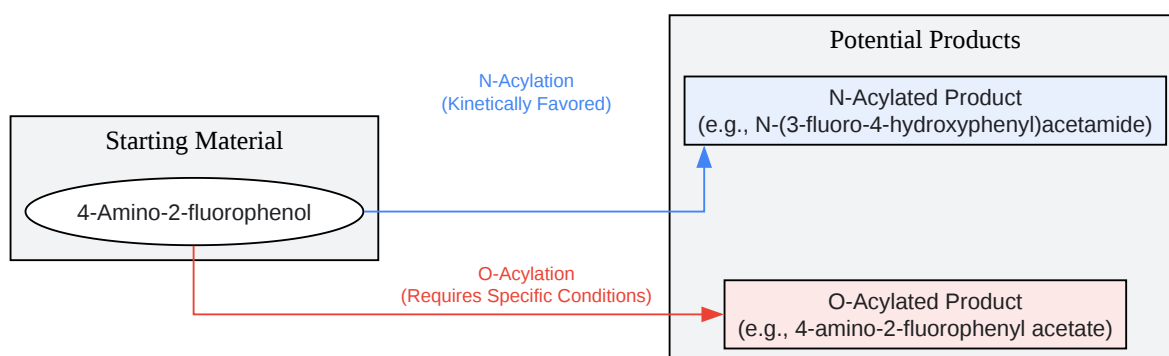 Potential Products
N-Acylation
(Kinetically Favored)
N-Acylated Product
(e.g., N-(3-fluoro-4-hydroxyphenyl)acetamide)
Starting Material
4-Amino-2-fluorophenol
O-Acylation
(Requires Specific Conditions)
O-Acylated Product
(e.g., 4-amino-2-fluorophenyl acetate)